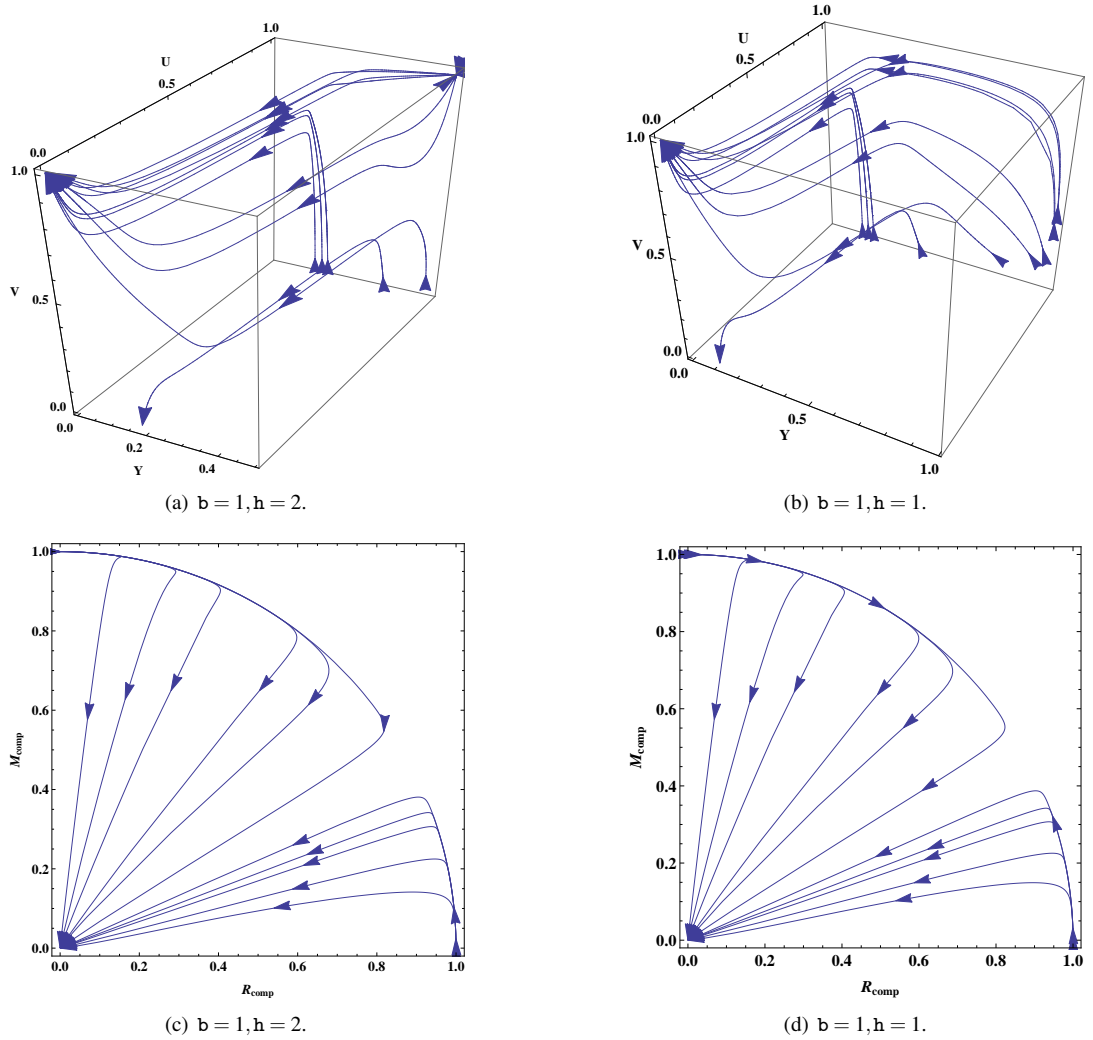 1.0
U
0.5
0.0
1.0
V
0.5
0.0
0.0
0.2
Y
0.4
(a) b = 1, h = 2.
1.0
U
0.5
0.0
1.0
V
0.5
0.0
0.0
0.5
Y
1.0
(b) b = 1, h = 1.
1.0
0.8
0.6
0.4
0.2
0.0
M_comp
0.0 0.2 0.4 0.6 0.8 1.0
R_comp
(c) b = 1, h = 2.
1.0
0.8
0.6
0.4
0.2
0.0
M_comp
0.0 0.2 0.4 0.6 0.8 1.0
R_comp
(d) b = 1, h = 1.